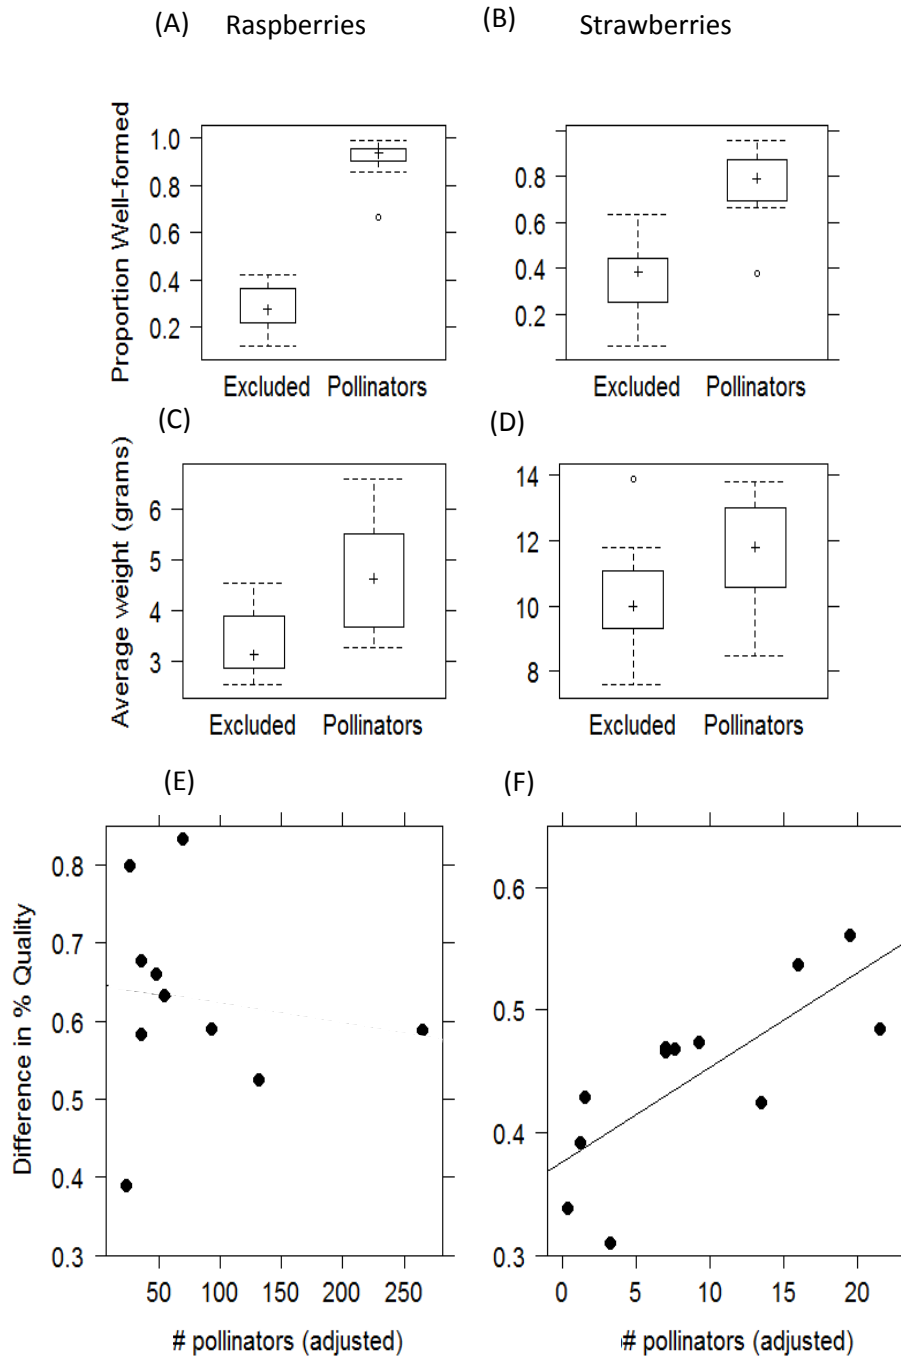 (A) Raspberries (B) Strawberries
Proportion Well-formed
1.0
0.8
0.6
0.4
0.2
Excluded Pollinators
0.8
0.6
0.4
0.2
Excluded Pollinators
(C)
(D)
Average weight (grams)
6
5
4
3
Excluded Pollinators
14
12
10
8
Excluded Pollinators
(E)
(F)
Difference in % Quality
0.8
0.7
0.6
0.5
0.4
0.3
50 100 150 200 250
# pollinators (adjusted)
0.6
0.5
0.4
0.3
0 5 10 15 20
# pollinators (adjusted)